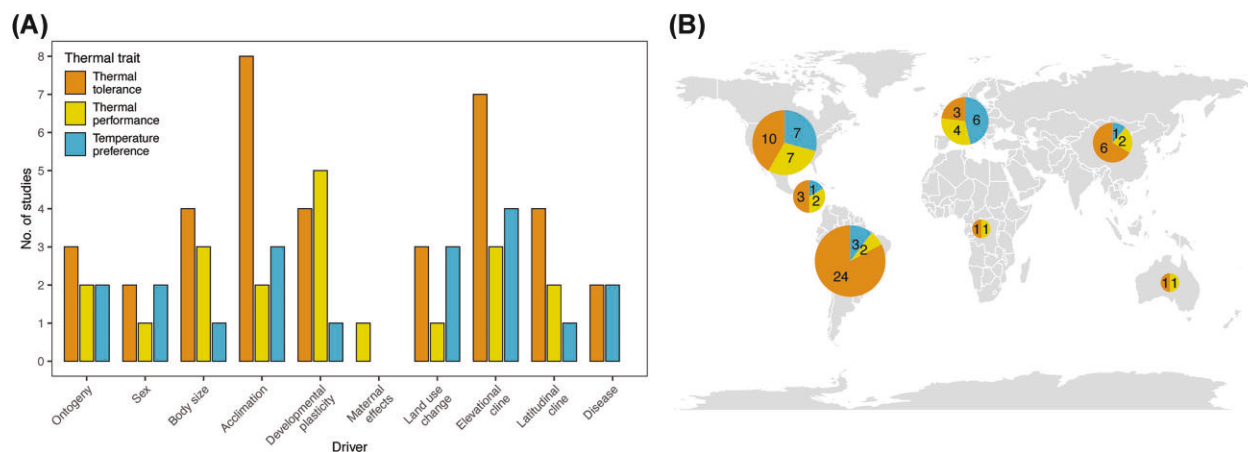 (A)
Thermal trait
Thermal
tolerance
Thermal
performance
Temperature
preference
No. of studies
8
7
6
5
4
3
2
1
0
Ontogeny
Sex
Body size
Acclimation
Developmental
plasticity
Maternal
effects
Land use
change
Elevational
cline
Latitudinal
cline
Disease
Driver
(B)
10
7
7
3
6
4
6
1
2
3
1
2
24
3
2
1
1
1
1